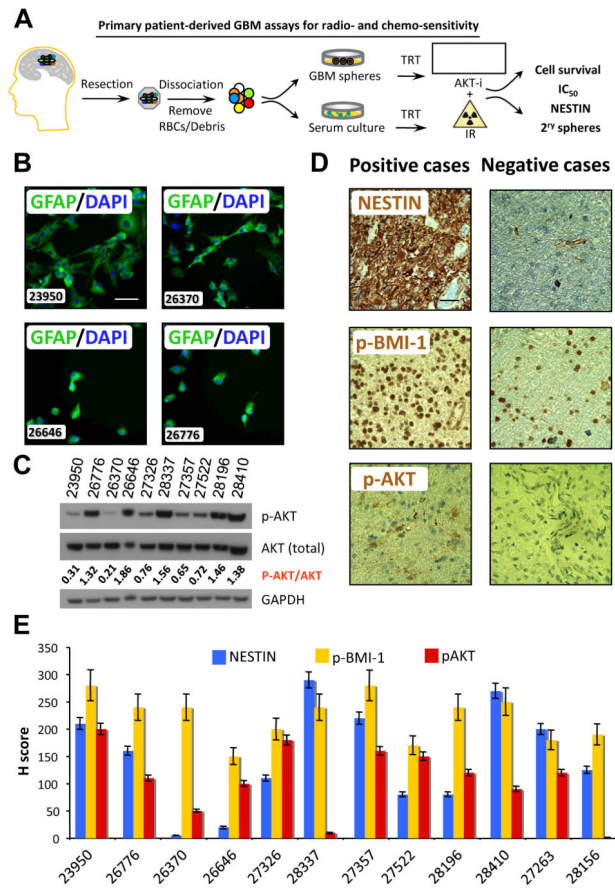 A
Primary patient-derived GBM assays for radio- and chemo-sensitivity
Resection
Dissociation
Remove
RBCs/Debris
GBM spheres
Serum culture
TRT
TRT
AKT-i
+
IR
Cell survival
IC50
NESTIN
2ry spheres
B
GFAP/DAPI
23950
GFAP/DAPI
26370
GFAP/DAPI
26646
GFAP/DAPI
26776
C
23950 26776 26370 26646 27326 28337 27357 27522 28196 28410
p-AKT
AKT (total)
0.31 1.32 0.21 1.86 0.76 1.56 0.65 0.72 1.46 1.38
P-AKT/AKT
GAPDH
D
Positive cases Negative cases
NESTIN
p-BMI-1
p-AKT
E
NESTIN p-BMI-1 pAKT
H score
350
300
250
200
150
100
50
0
23950 26776 26370 26646 27326 28337 27357 27522 28196 28410 27263 28156